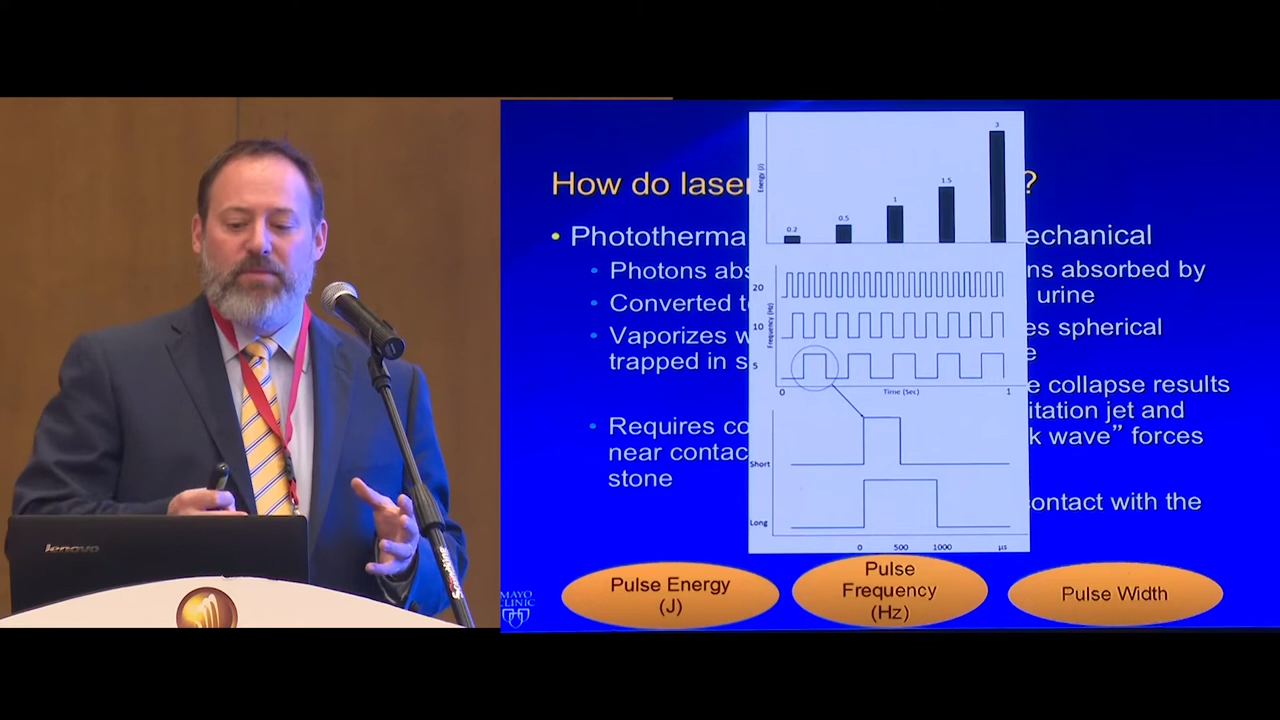 How do laser
?
• Photothermal
echanical
• Photons abs
ns absorbed by
urine
• Converted t
• Vaporizes w
es spherical
trapped in s
e
e collapse results
itation jet and
k wave" forces
• Requires co
near contac
stone
ontact with the
Energy (J)
0.2
0.5
1
1.5
3
Frequency (Hz)
20
10
5
0
Time (Sec)
1
Short
Long
0
500
1000
µs
Pulse Energy
(J)
Pulse
Frequency
(Hz)
Pulse Width
MAYO
CLINIC
lenovo